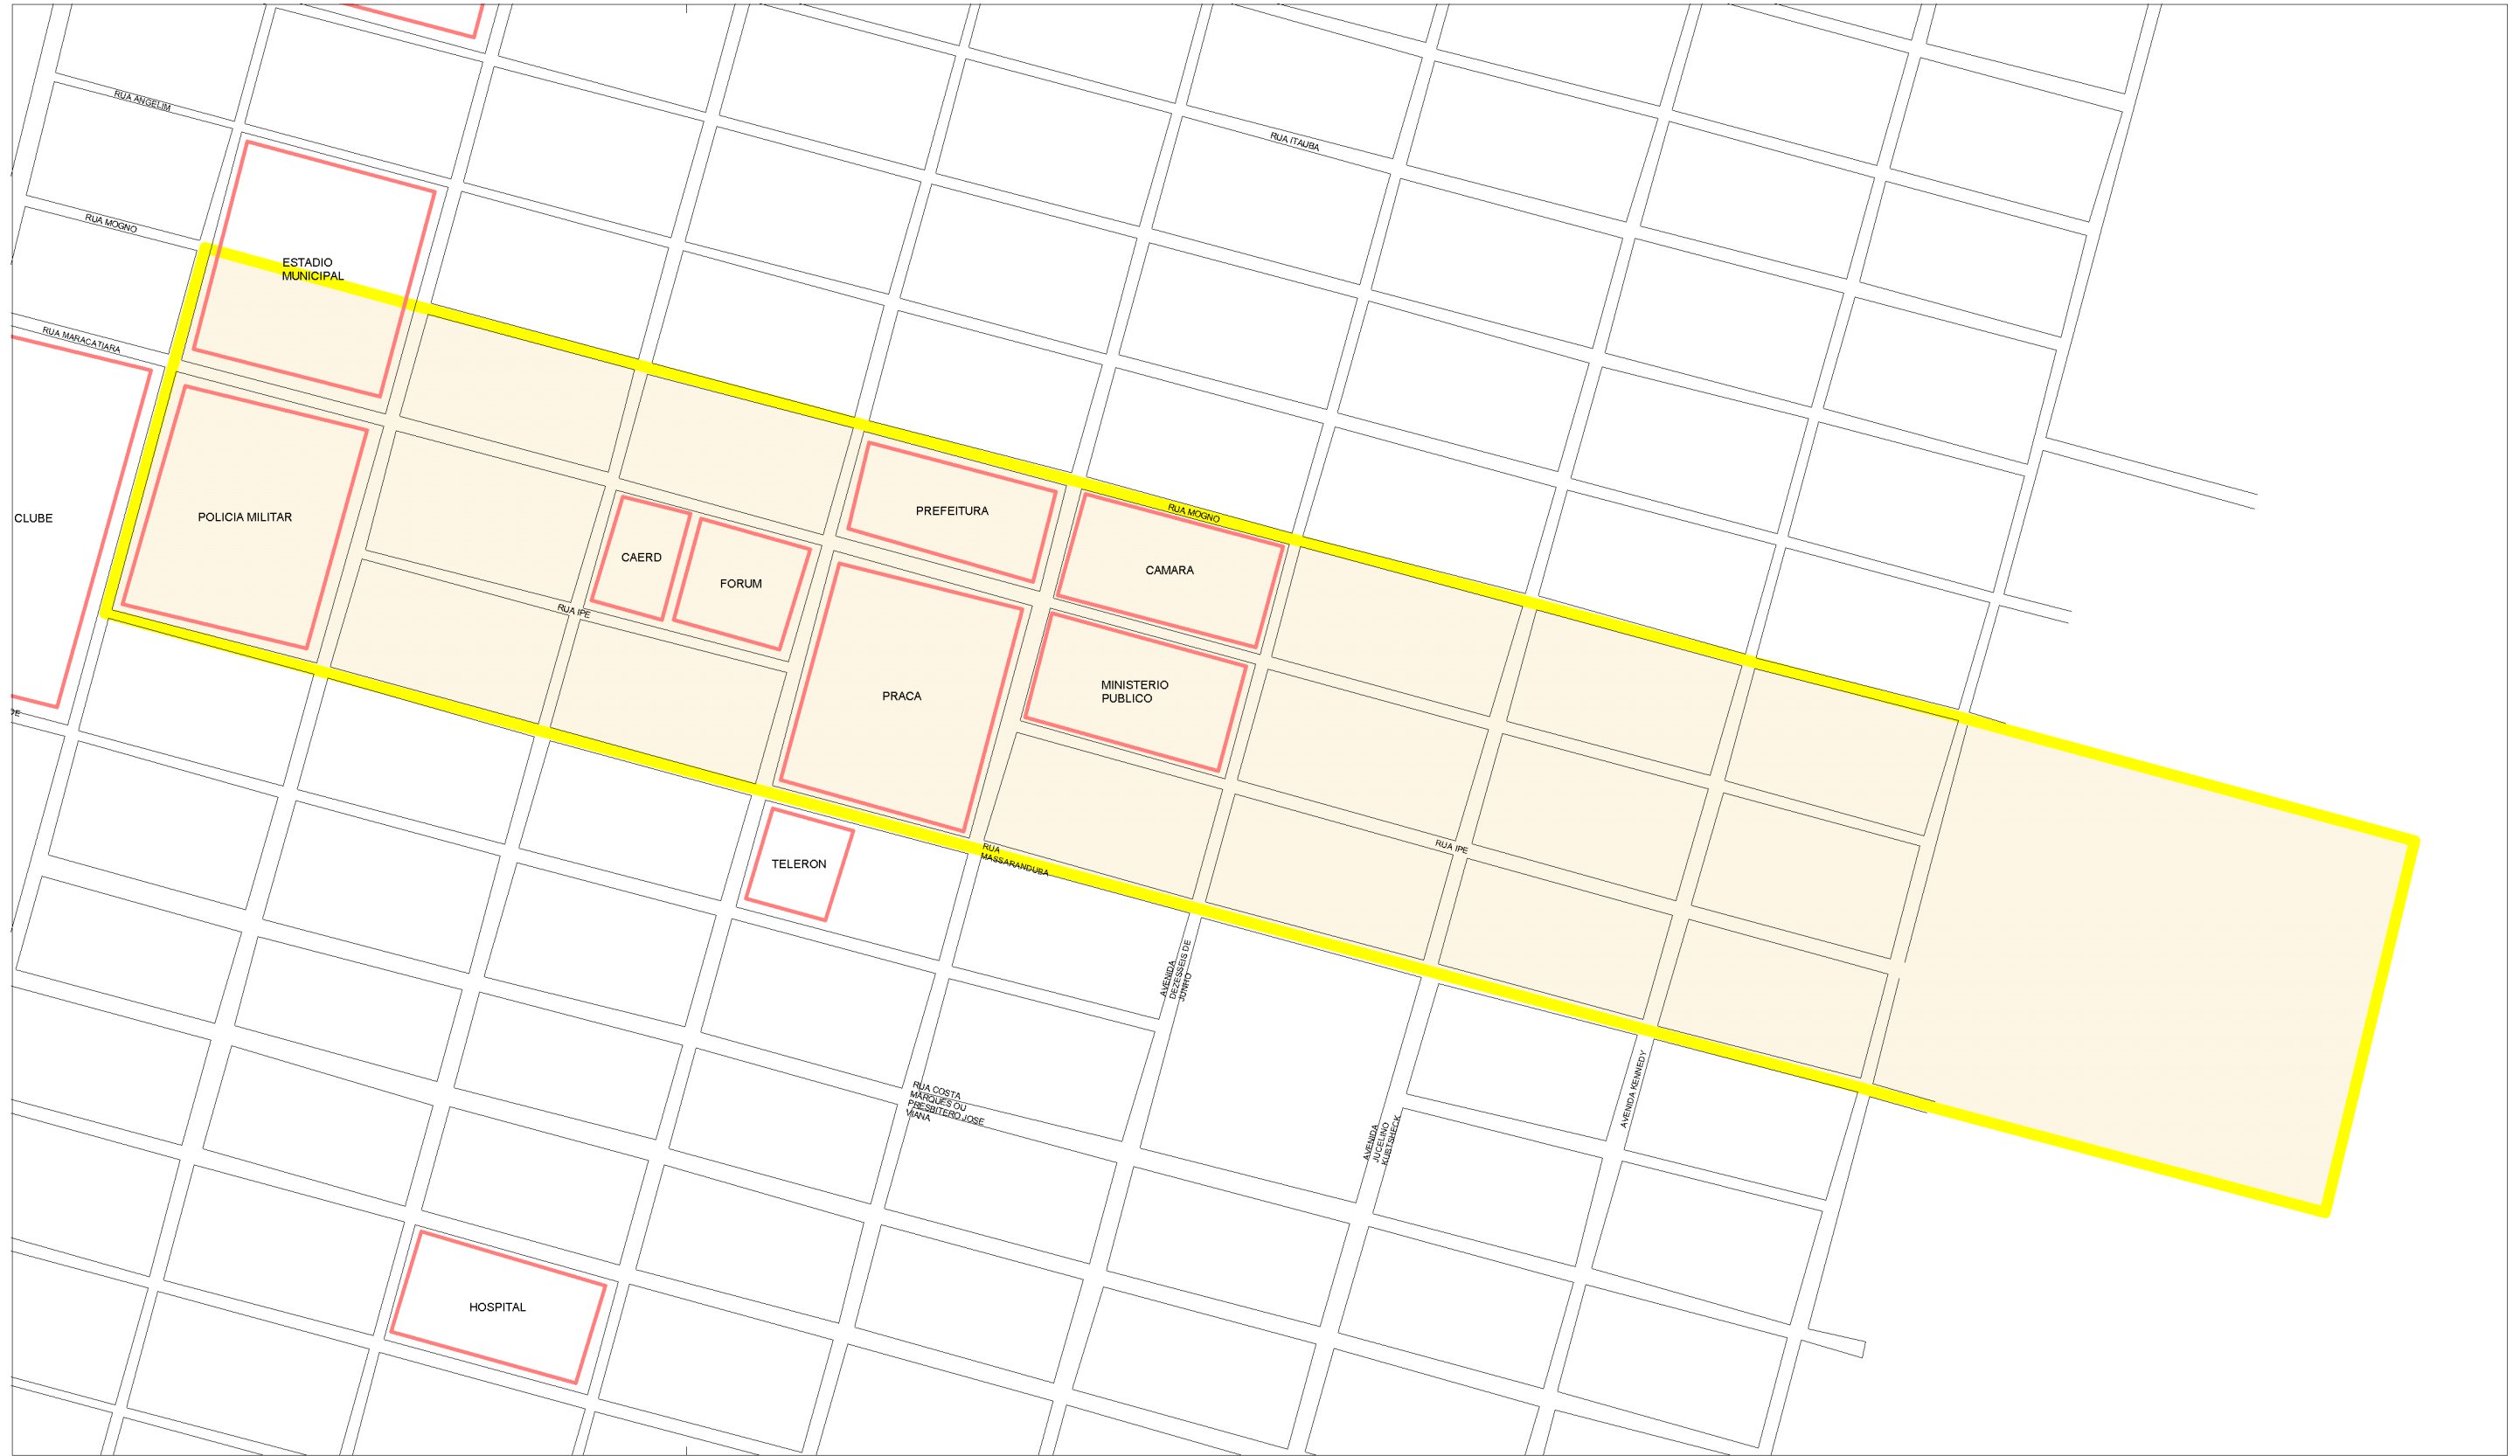 RUA ANGELIM
RUA ITAUBA
RUA MOGNO
ESTADIO
MUNICIPAL
RUA MARACATIARA
CLUBE
POLICIA MILITAR
PREFEITURA
RUA MOGNO
CAERD
FORUM
CAMARA
RUA IPE
PRACA
MINISTERIO
PUBLICO
DE
TELERON
RUA
MASSARANDUBA
RUA IPE
AVENIDA
DEZESSEIS DE
JUNHO
RUA COSTA
MARQUES OU
PRESBITERO JOSE
VIANA
AVENIDA
JUCELINO
KUBTSHECK
AVENIDA KENNEDY
HOSPITAL